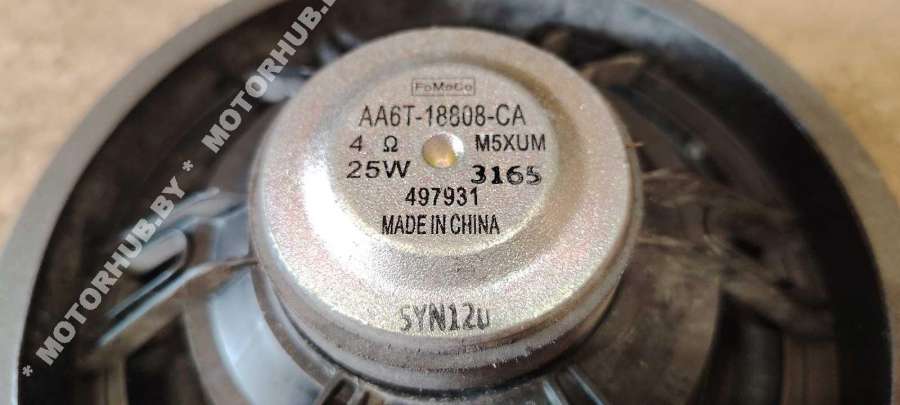 FoMoCo
AA6T-18808-CA
4 Ω M5XUM
25W 3165
497931
MADE IN CHINA
SYN12U
* MOTORHUB.BY * MOTORHUB.BY * MOTORHUB.B